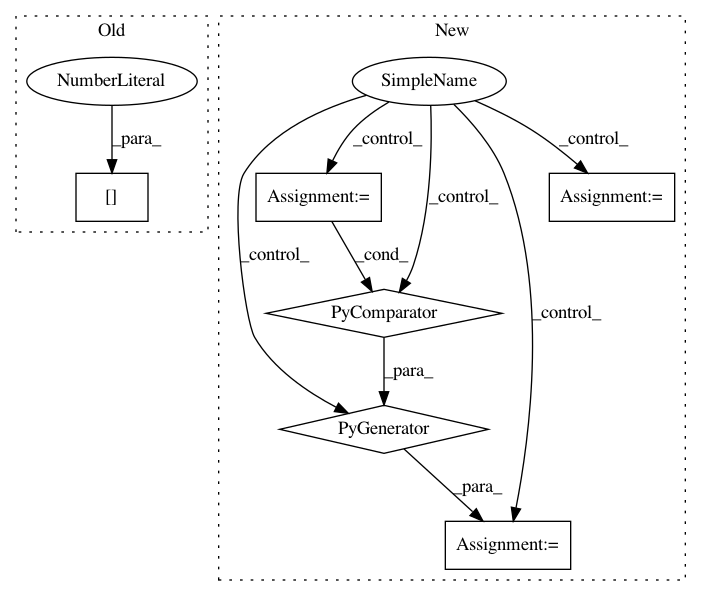 Old
New
NumberLiteral
SimpleName
_para_
_control_
_control_
[]
Assignment:=
Assignment:=
_control_
_control_
_cond_
PyComparator
_control_
_para_
PyGenerator
_para_
Assignment:=